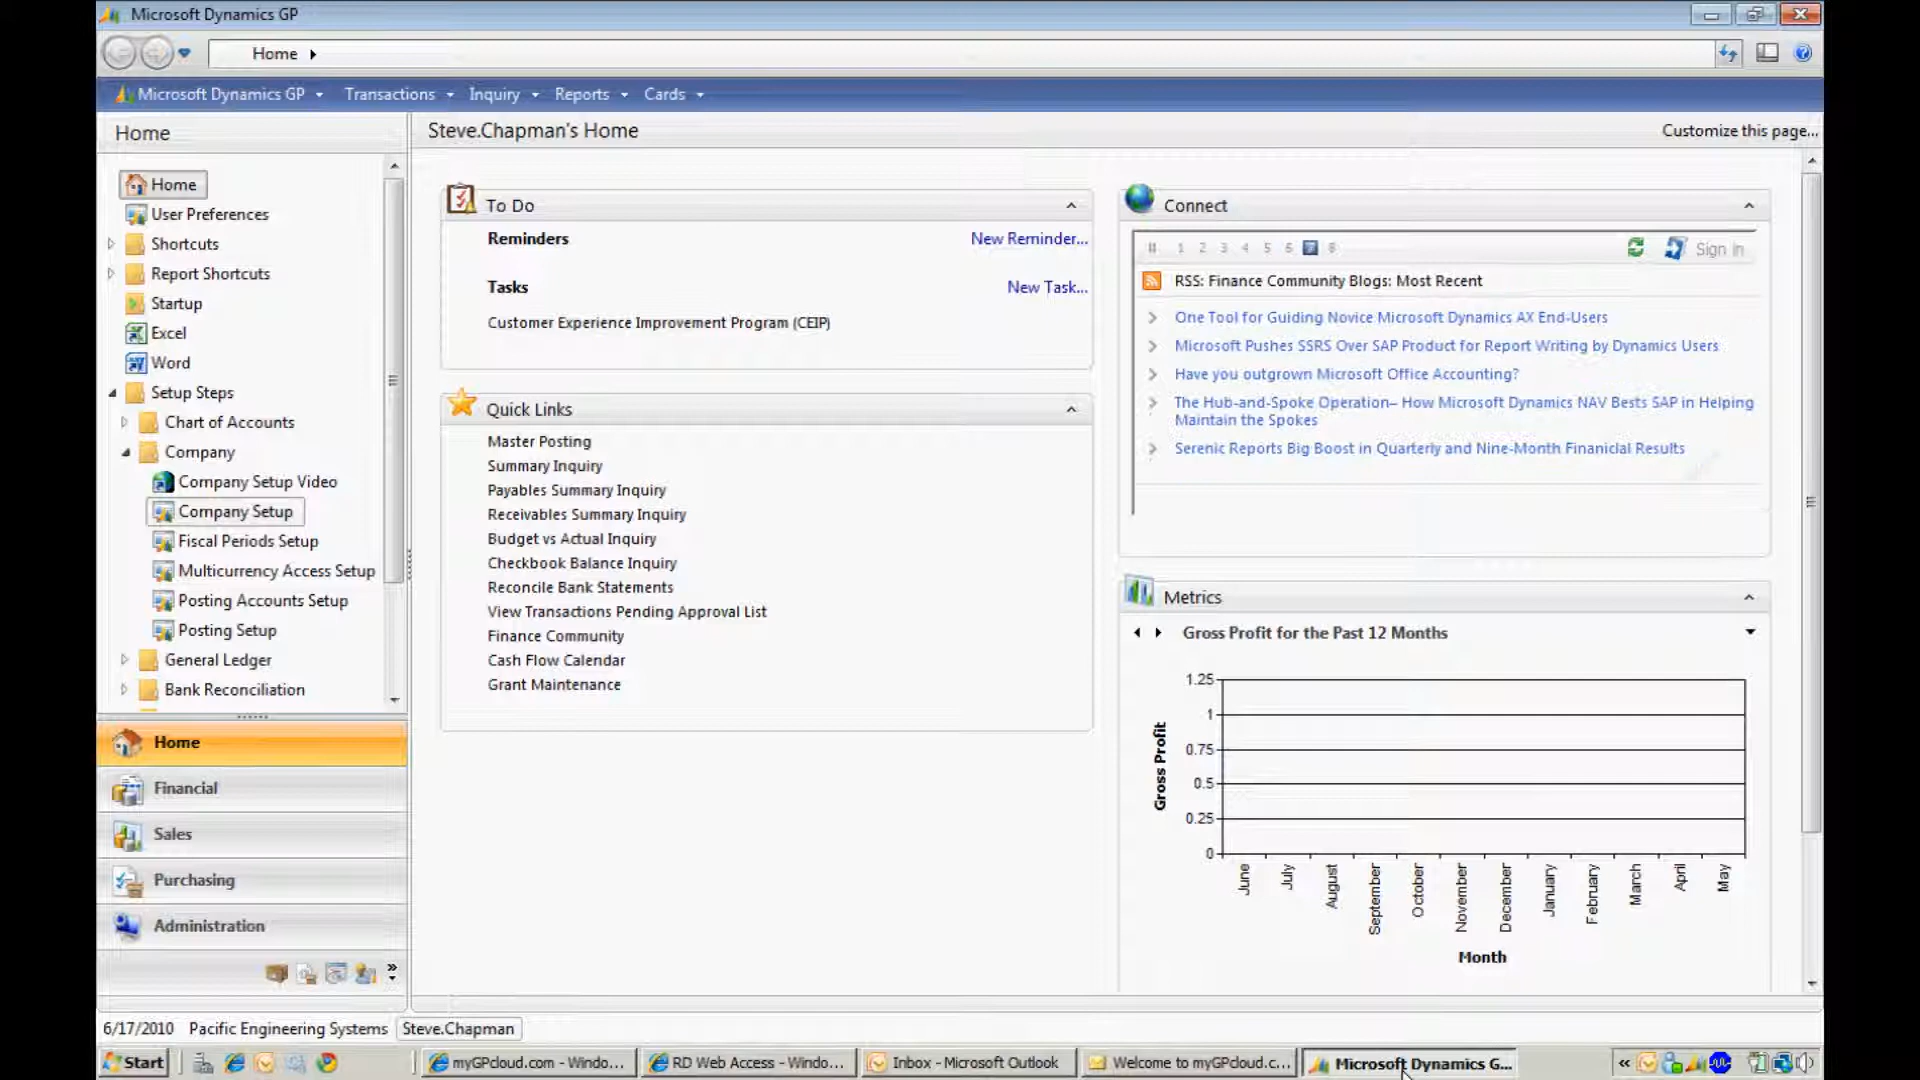 Microsoft Dynamics GP
Home
Microsoft Dynamics GP Transactions Inquiry Reports Cards
Home
Steve.Chapman's Home
Customize this page...
Home
User Preferences
Shortcuts
Report Shortcuts
Startup
Excel
Word
Setup Steps
Chart of Accounts
Company
Company Setup Video
Company Setup
Fiscal Periods Setup
Multicurrency Access Setup
Posting Accounts Setup
Posting Setup
General Ledger
Bank Reconciliation
Home
Financial
Sales
Purchasing
Administration
To Do
Reminders
New Reminder...
Tasks
New Task...
Customer Experience Improvement Program (CEIP)
Quick Links
Master Posting
Summary Inquiry
Payables Summary Inquiry
Receivables Summary Inquiry
Budget vs Actual Inquiry
Checkbook Balance Inquiry
Reconcile Bank Statements
View Transactions Pending Approval List
Finance Community
Cash Flow Calendar
Grant Maintenance
Connect
1 2 3 4 5 6 7 8
Sign in
RSS: Finance Community Blogs: Most Recent
One Tool for Guiding Novice Microsoft Dynamics AX End-Users
Microsoft Pushes SSRS Over SAP Product for Report Writing by Dynamics Users
Have you outgrown Microsoft Office Accounting?
The Hub-and-Spoke Operation– How Microsoft Dynamics NAV Bests SAP in Helping
Maintain the Spokes
Serenic Reports Big Boost in Quarterly and Nine-Month Finanicial Results
Metrics
Gross Profit for the Past 12 Months
Gross Profit
1.25
1
0.75
0.5
0.25
0
June July August September October November December January February March April May
Month
6/17/2010 Pacific Engineering Systems Steve.Chapman
Start
myGPcloud.com - Windo...
RD Web Access - Windo...
Inbox - Microsoft Outlook
Welcome to myGPcloud.c...
Microsoft Dynamics G...